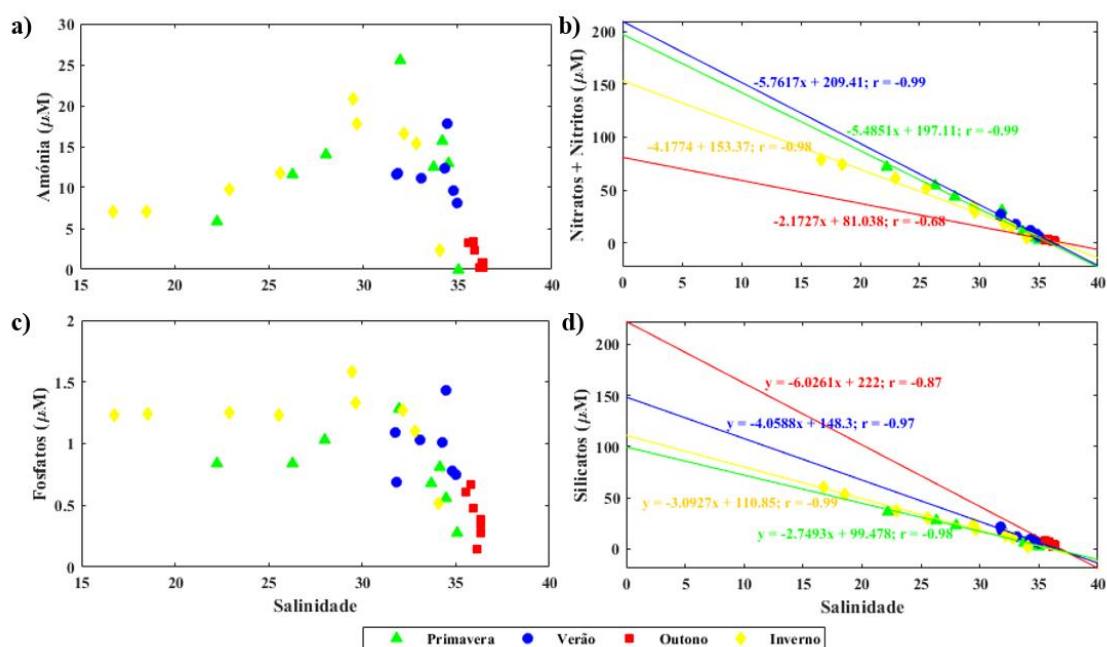 a)
30
25
20
15
10
5
0
Amónia (μM)
15 20 25 30 35 40
b)
200
150
100
50
0
Nitratos + Nitritos (μM)
-5.7617x + 209.41; r = -0.99
-5.4851x + 197.11; r = -0.99
-4.1774 + 153.37; r = -0.98
-2.1727x + 81.038; r = -0.68
0 5 10 15 20 25 30 35 40
c)
2
1.5
1
0.5
0
Fosfatos (μM)
15 20 25 30 35 40
Salinidade
d)
200
150
100
50
0
Silicatos (μM)
y = -6.0261x + 222; r = -0.87
y = -4.0588x + 148.3; r = -0.97
y = -3.0927x + 110.85; r = -0.99
y = -2.7493x + 99.478; r = -0.98
0 5 10 15 20 25 30 35 40
Salinidade
Primavera Verão Outono Inverno